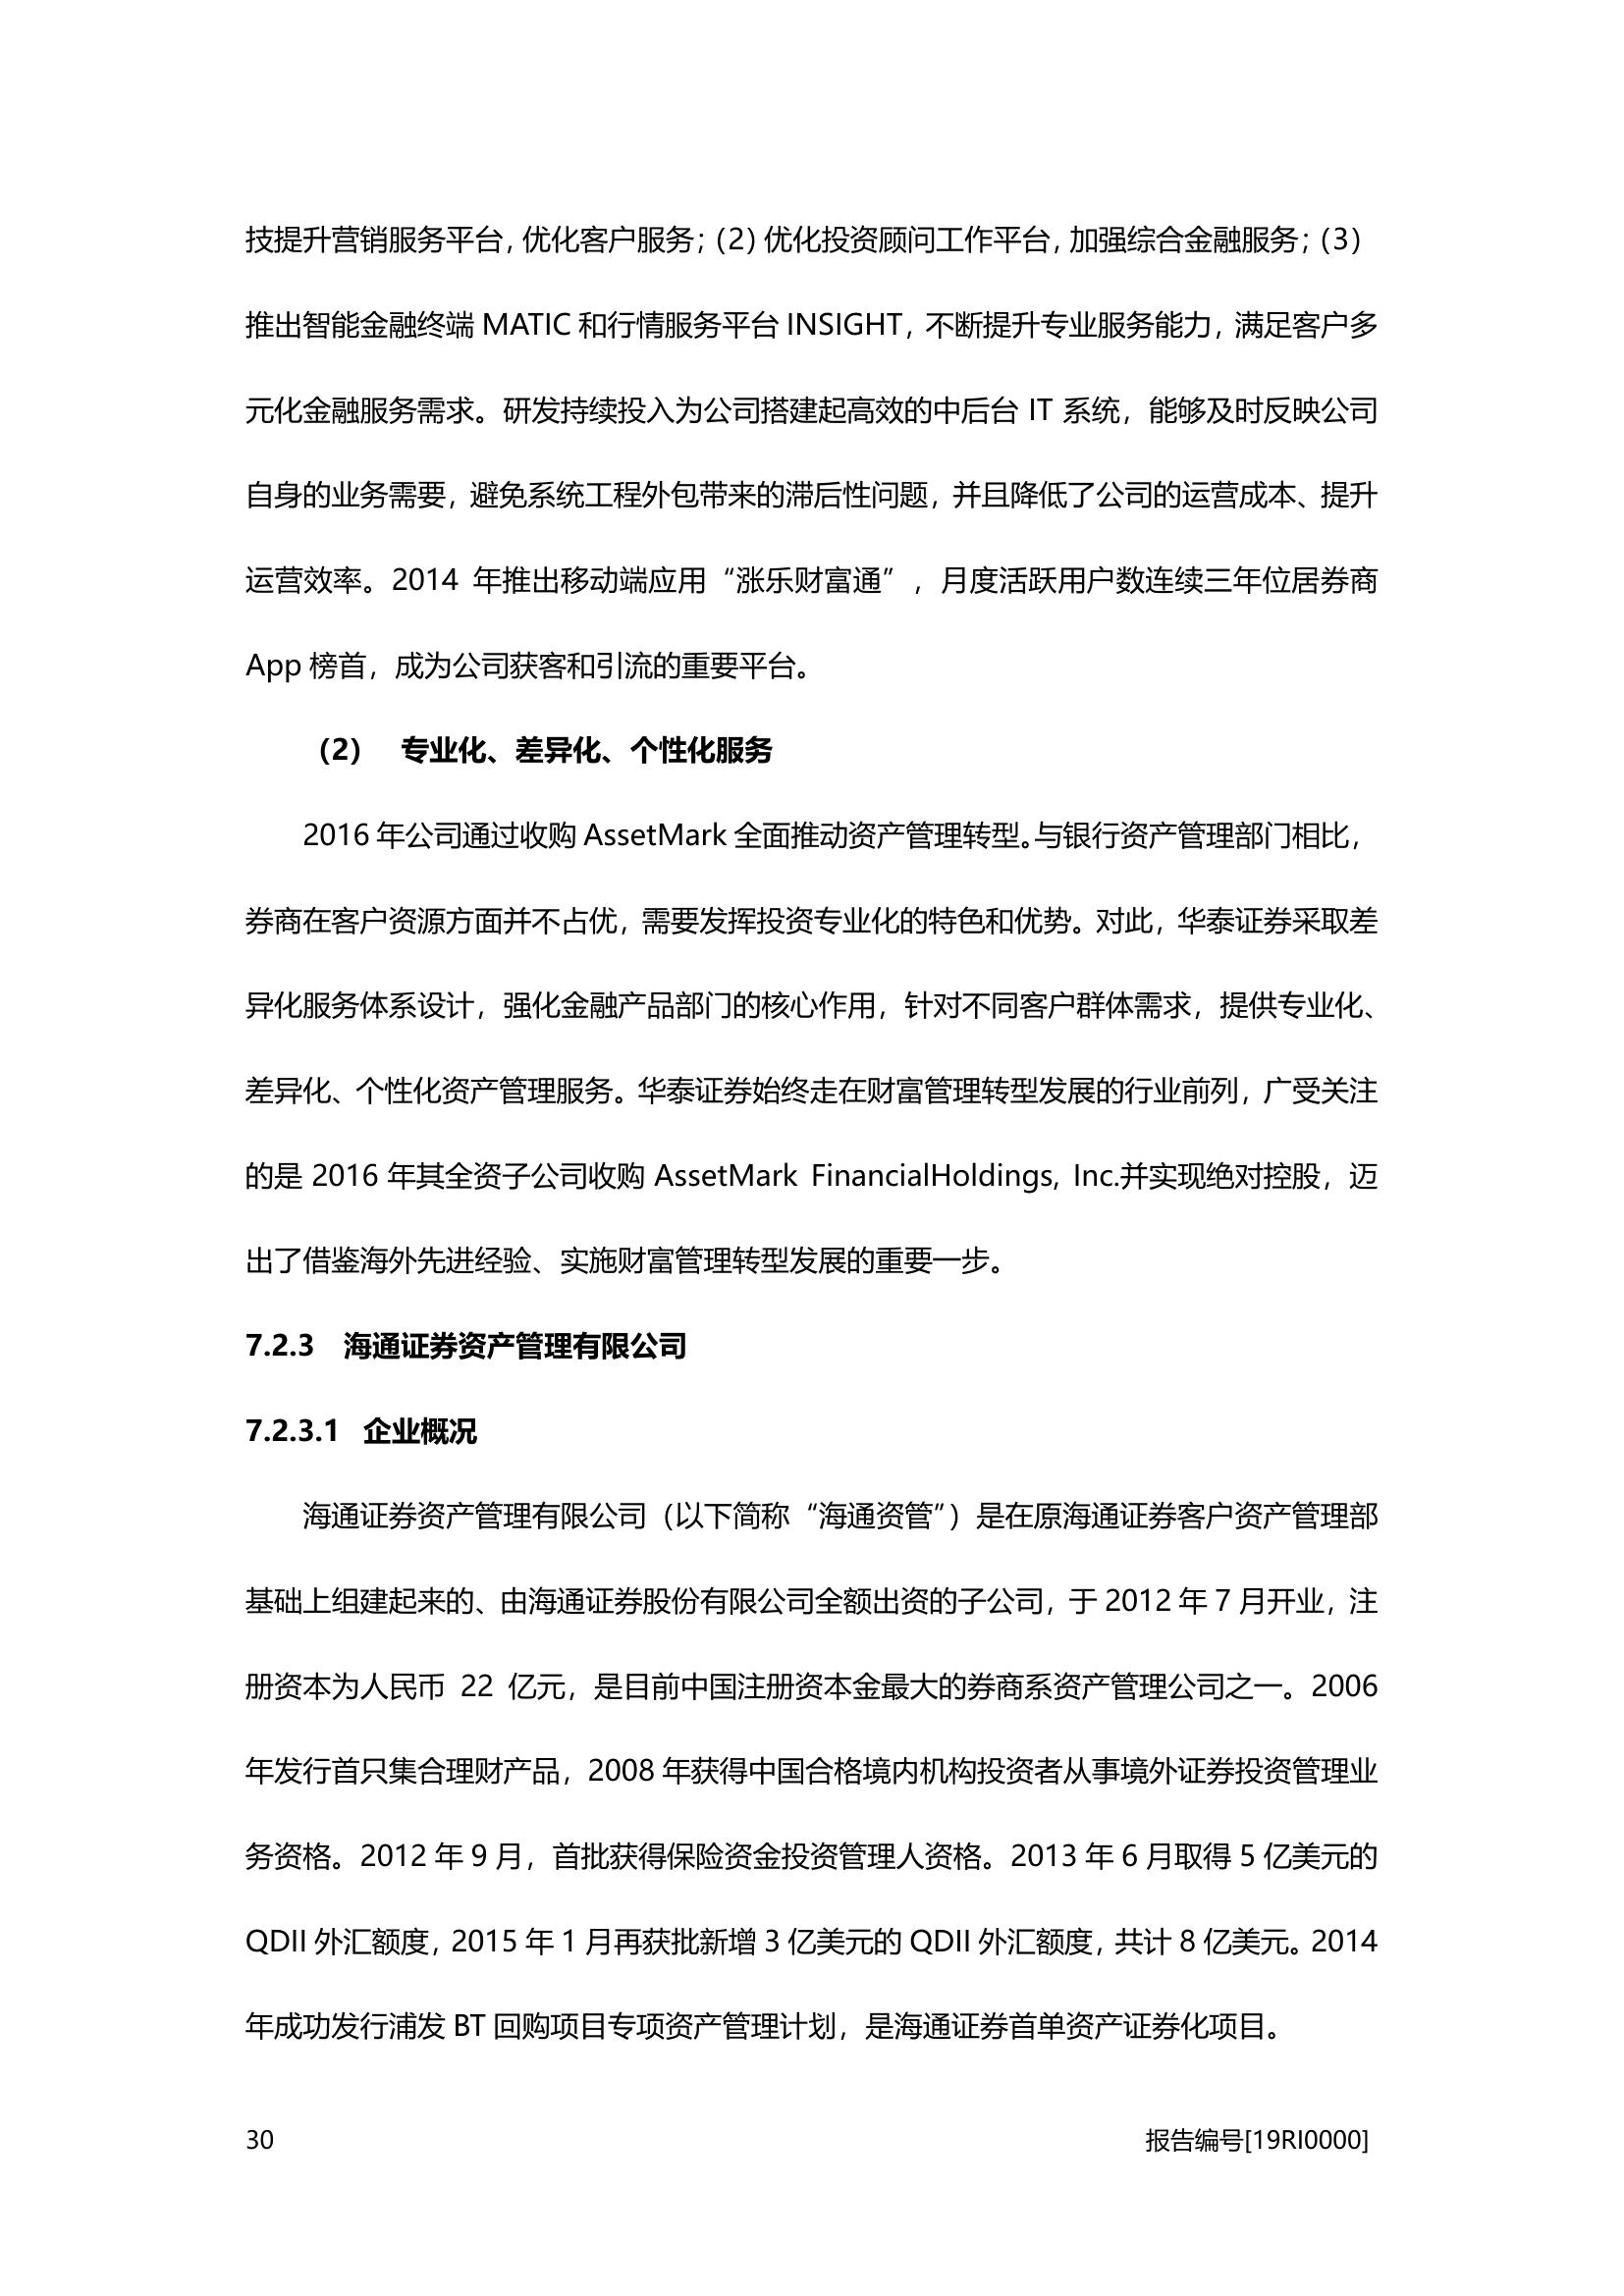 技提升营销服务平台，优化客户服务；（2）优化投资顾问工作平台，加强综合金融服务；（3）
推出智能金融终端 MATIC 和行情服务平台 INSIGHT，不断提升专业服务能力，满足客户多
元化金融服务需求。研发持续投入为公司搭建起高效的中后台 IT 系统，能够及时反映公司
自身的业务需要，避免系统工程外包带来的滞后性问题，并且降低了公司的运营成本、提升
运营效率。2014 年推出移动端应用“涨乐财富通”，月度活跃用户数连续三年位居券商
App 榜首，成为公司获客和引流的重要平台。
（2） 专业化、差异化、个性化服务
2016 年公司通过收购 AssetMark 全面推动资产管理转型。与银行资产管理部门相比，
券商在客户资源方面并不占优，需要发挥投资专业化的特色和优势。对此，华泰证券采取差
异化服务体系设计，强化金融产品部门的核心作用，针对不同客户群体需求，提供专业化、
差异化、个性化资产管理服务。华泰证券始终走在财富管理转型发展的行业前列，广受关注
的是 2016 年其全资子公司收购 AssetMark FinancialHoldings, Inc.并实现绝对控股，迈
出了借鉴海外先进经验、实施财富管理转型发展的重要一步。
7.2.3 海通证券资产管理有限公司
7.2.3.1 企业概况
海通证券资产管理有限公司（以下简称“海通资管”）是在原海通证券客户资产管理部
基础上组建起来的、由海通证券股份有限公司全额出资的子公司，于 2012 年 7 月开业，注
册资本为人民币 22 亿元，是目前中国注册资本金最大的券商系资产管理公司之一。2006
年发行首只集合理财产品，2008 年获得中国合格境内机构投资者从事境外证券投资管理业
务资格。2012 年 9 月，首批获得保险资金投资管理人资格。2013 年 6 月取得 5 亿美元的
QDII 外汇额度，2015 年 1 月再获批新增 3 亿美元的 QDII 外汇额度，共计 8 亿美元。2014
年成功发行浦发 BT 回购项目专项资产管理计划，是海通证券首单资产证券化项目。
30 报告编号[19RI0000]